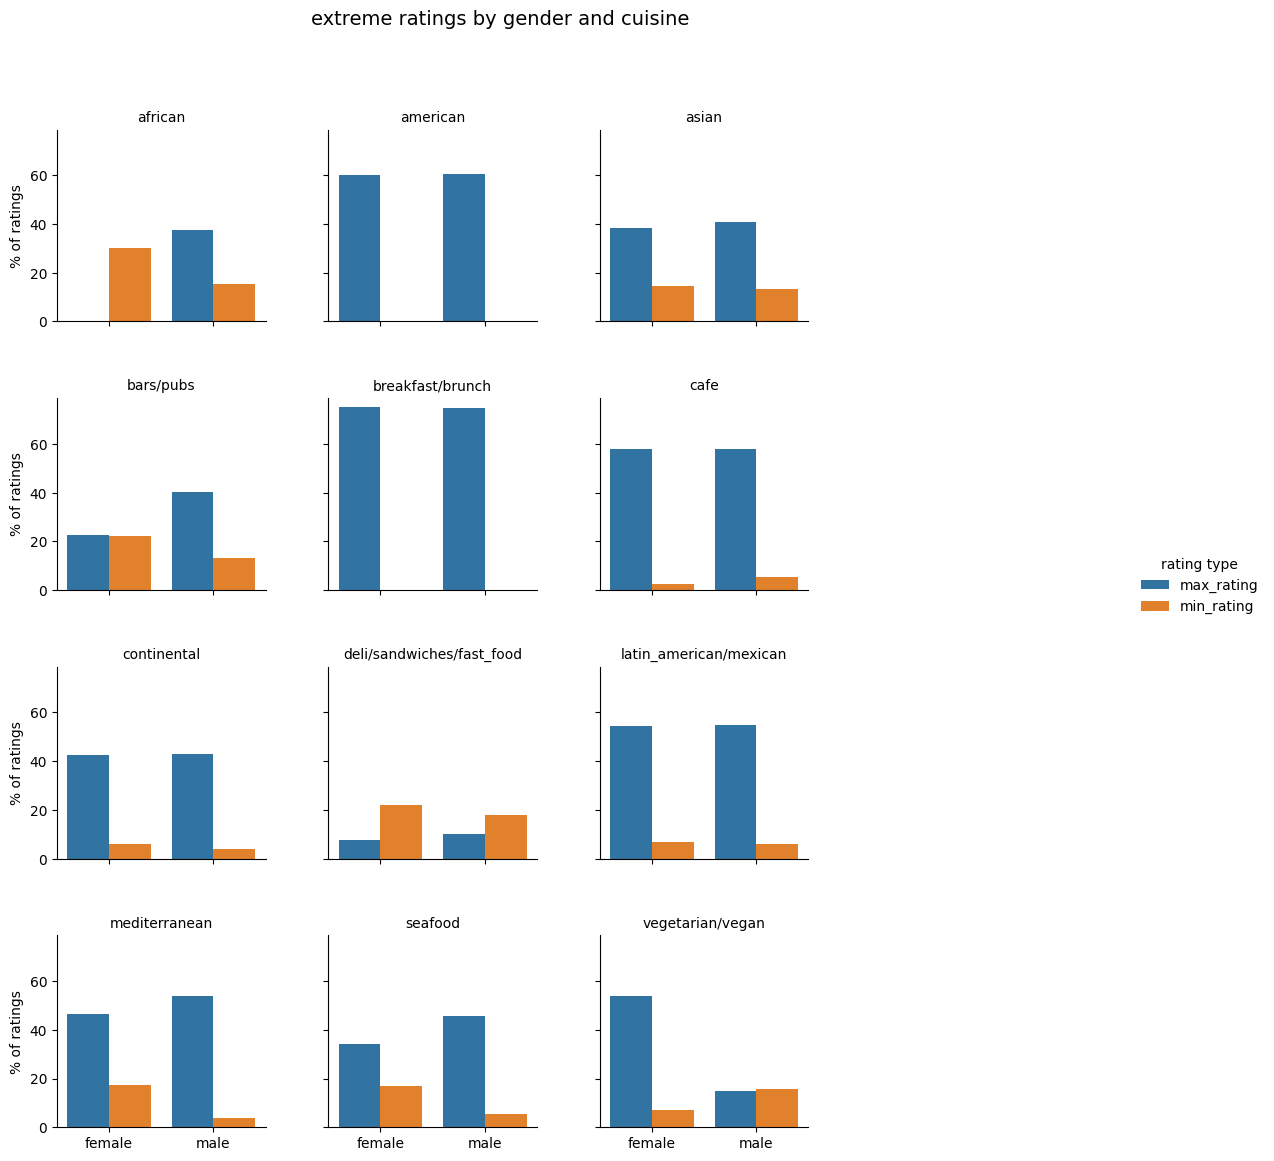 extreme ratings by gender and cuisine
african
american
asian
% of ratings
60
40
20
0
bars/pubs
breakfast/brunch
cafe
% of ratings
60
40
20
0
rating type
max_rating
min_rating
continental
deli/sandwiches/fast_food
latin_american/mexican
% of ratings
60
40
20
0
mediterranean
seafood
vegetarian/vegan
% of ratings
60
40
20
0
female
male
female
male
female
male